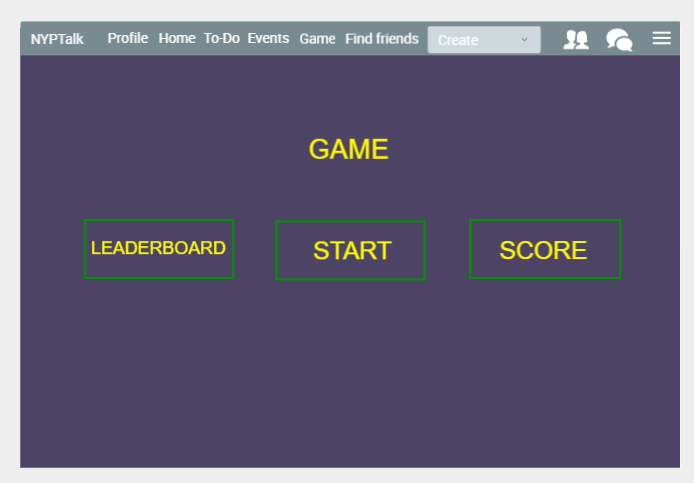 NYPTalk Profile Home To-Do Events Game Find friends Create
GAME
LEADERBOARD START SCORE